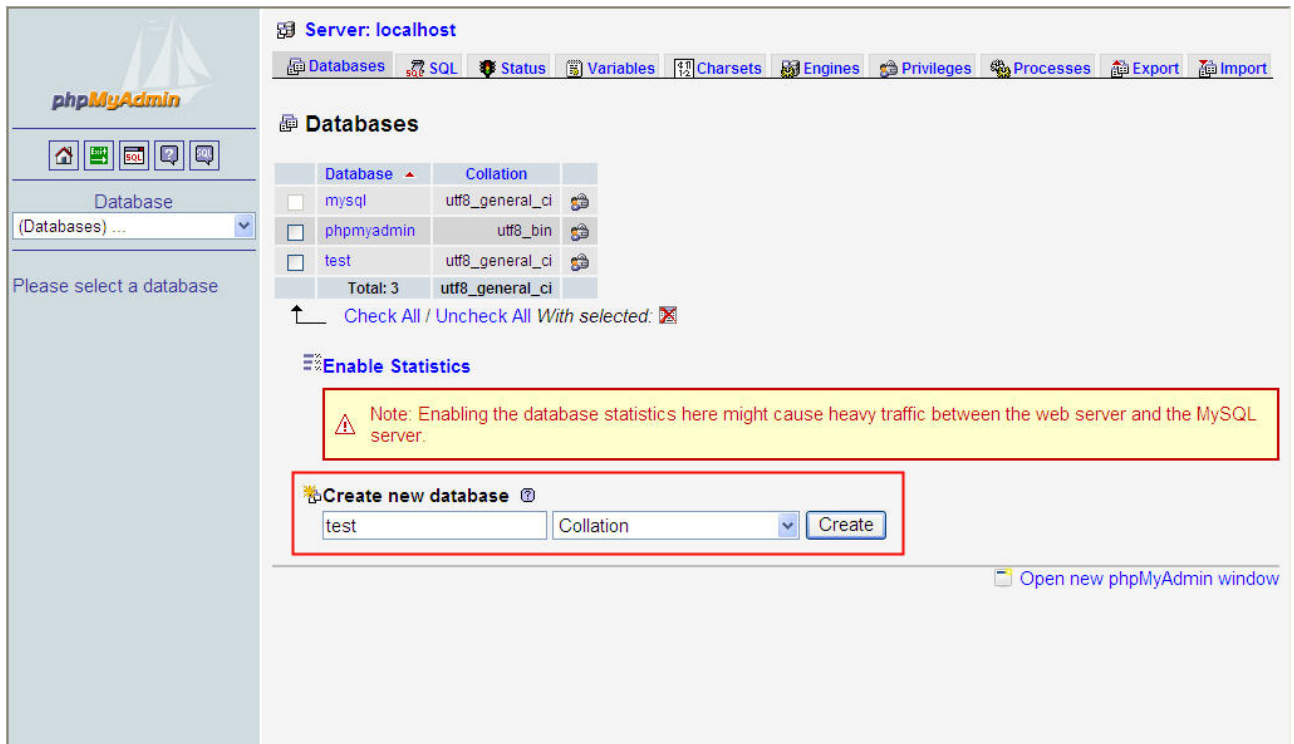 phpMyAdmin
Database
(Databases) ...
Please select a database
Server: localhost
Databases SQL Status Variables Charsets Engines Privileges Processes Export Import
Databases
Database Collation
mysql utf8_general_ci
phpmyadmin utf8_bin
test utf8_general_ci
Total: 3 utf8_general_ci
Check All / Uncheck All With selected:
Enable Statistics
Note: Enabling the database statistics here might cause heavy traffic between the web server and the MySQL
server.
Create new database
test Collation Create
Open new phpMyAdmin window